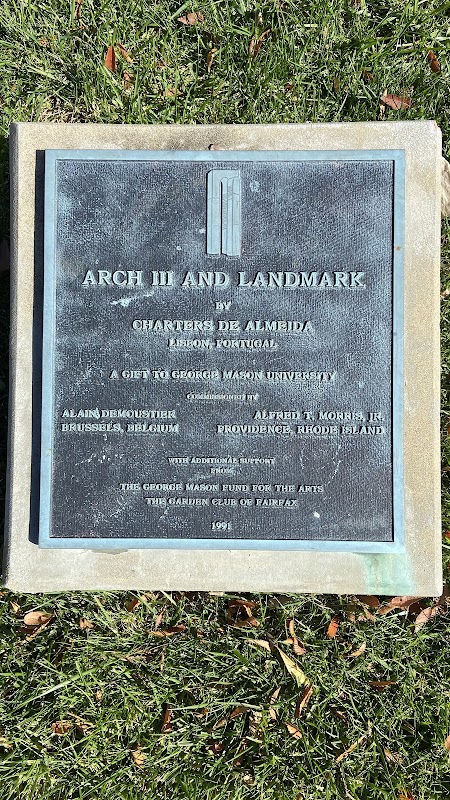 ARCH III AND LANDMARK
BY
CHARTERS DE ALMEIDA
LISBON, PORTUGAL
A GIFT TO GEORGE MASON UNIVERSITY
COMMISSIONED BY
ALAIN DEMOUSTIER
BRUSSELS, BELGIUM
ALFRED T. MORRIS, JR.
PROVIDENCE, RHODE ISLAND
WITH ADDITIONAL SUPPORT
FROM
THE GEORGE MASON FUND FOR THE ARTS
THE GARDEN CLUB OF FAIRFAX
1991